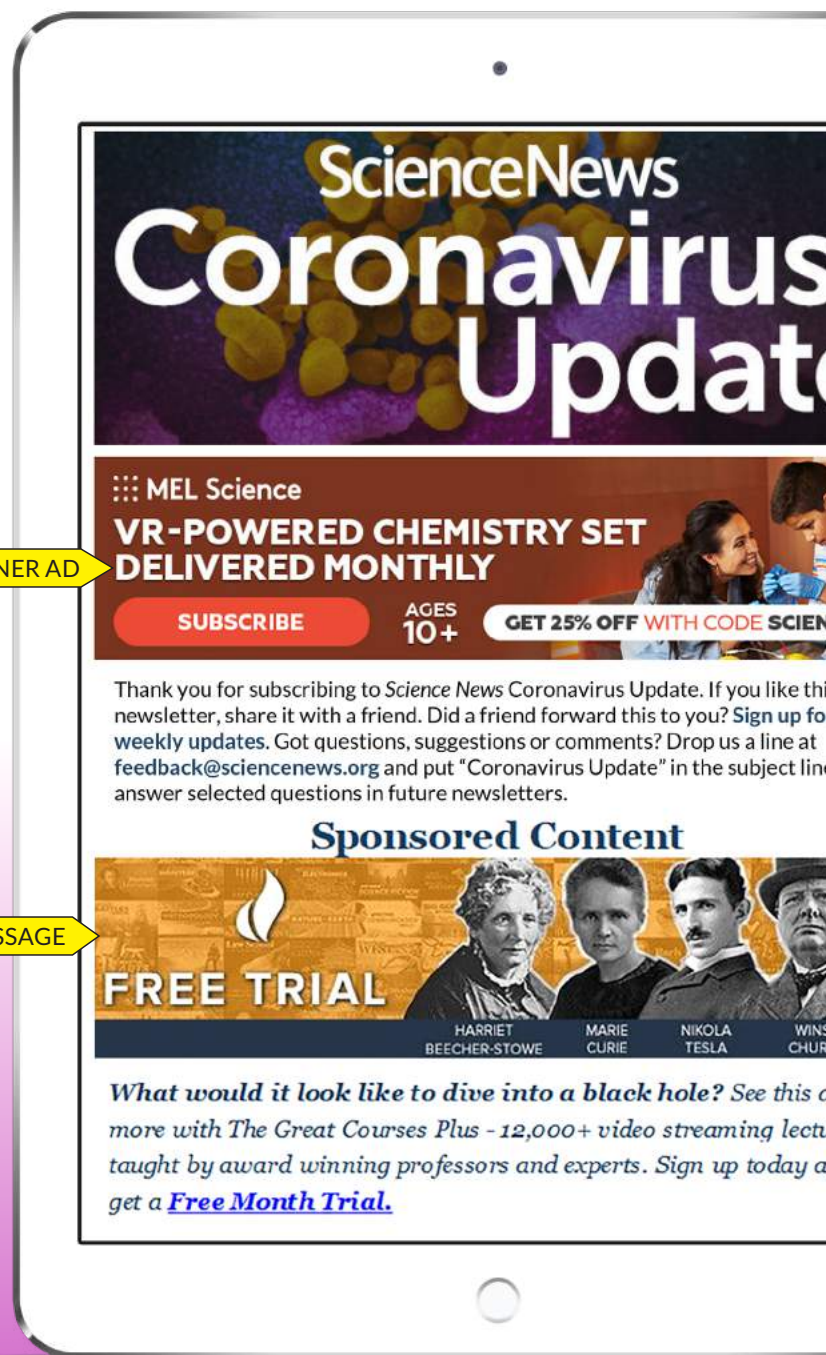 ScienceNews
Coronavirus
Update
MEL Science
VR-POWERED CHEMISTRY SET
DELIVERED MONTHLY
NER AD
SUBSCRIBE
AGES
10+
GET 25% OFF WITH CODE SCIEN
Thank you for subscribing to Science News Coronavirus Update. If you like thi
newsletter, share it with a friend. Did a friend forward this to you? Sign up fo
weekly updates. Got questions, suggestions or comments? Drop us a line at
feedback@sciencenews.org and put “Coronavirus Update” in the subject line
answer selected questions in future newsletters.
Sponsored Content
SSAGE
FREE TRIAL
HARRIET
BEECHER-STOWE
MARIE
CURIE
NIKOLA
TESLA
WINS
CHUR
What would it look like to dive into a black hole? See this a
more with The Great Courses Plus - 12,000+ video streaming lectu
taught by award winning professors and experts. Sign up today a
get a Free Month Trial.